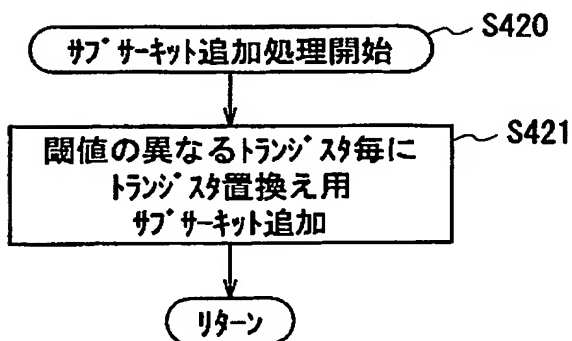 ｻﾌﾞｻｰｷｯﾄ追加処理開始
S420
閾値の異なるﾄﾗﾝｼﾞｽﾀ毎に
S421
ﾄﾗﾝｼﾞｽﾀ置換え用
ｻﾌﾞｻｰｷｯﾄ追加
ﾘﾀｰﾝ